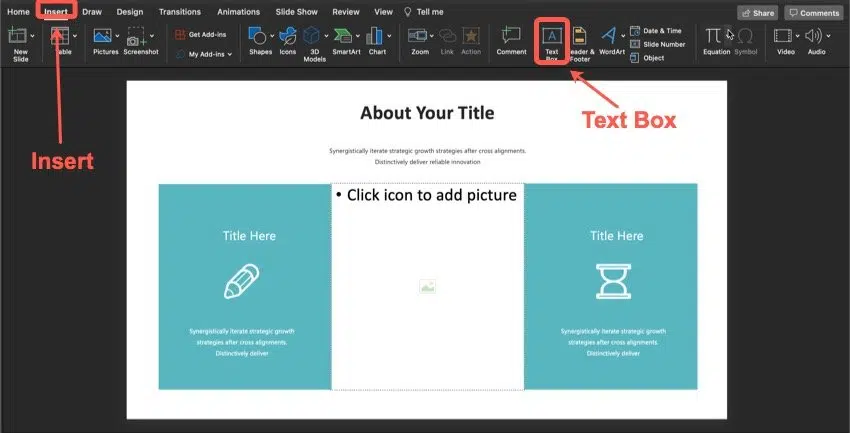 Home Insert Draw Design Transitions Animations Slide Show Review View Tell me Share Comments
New Slide
Table
Pictures
Screenshot
Get Add-ins
My Add-ins
Shapes
Icons
3D Models
SmartArt
Chart
Zoom
Link
Action
Comment
Text Box
Header & Footer
WordArt
Date & Time
Slide Number
Object
Equation
Symbol
Video
Audio
Insert
Text Box
About Your Title
Synergistically iterate strategic growth strategies after cross alignments.
Distinctively deliver reliable innovation
Title Here
Synergistically iterate strategic growth
strategies after cross alignments.
Distinctively deliver
• Click icon to add picture
Title Here
Synergistically iterate strategic growth
strategies after cross alignments.
Distinctively deliver